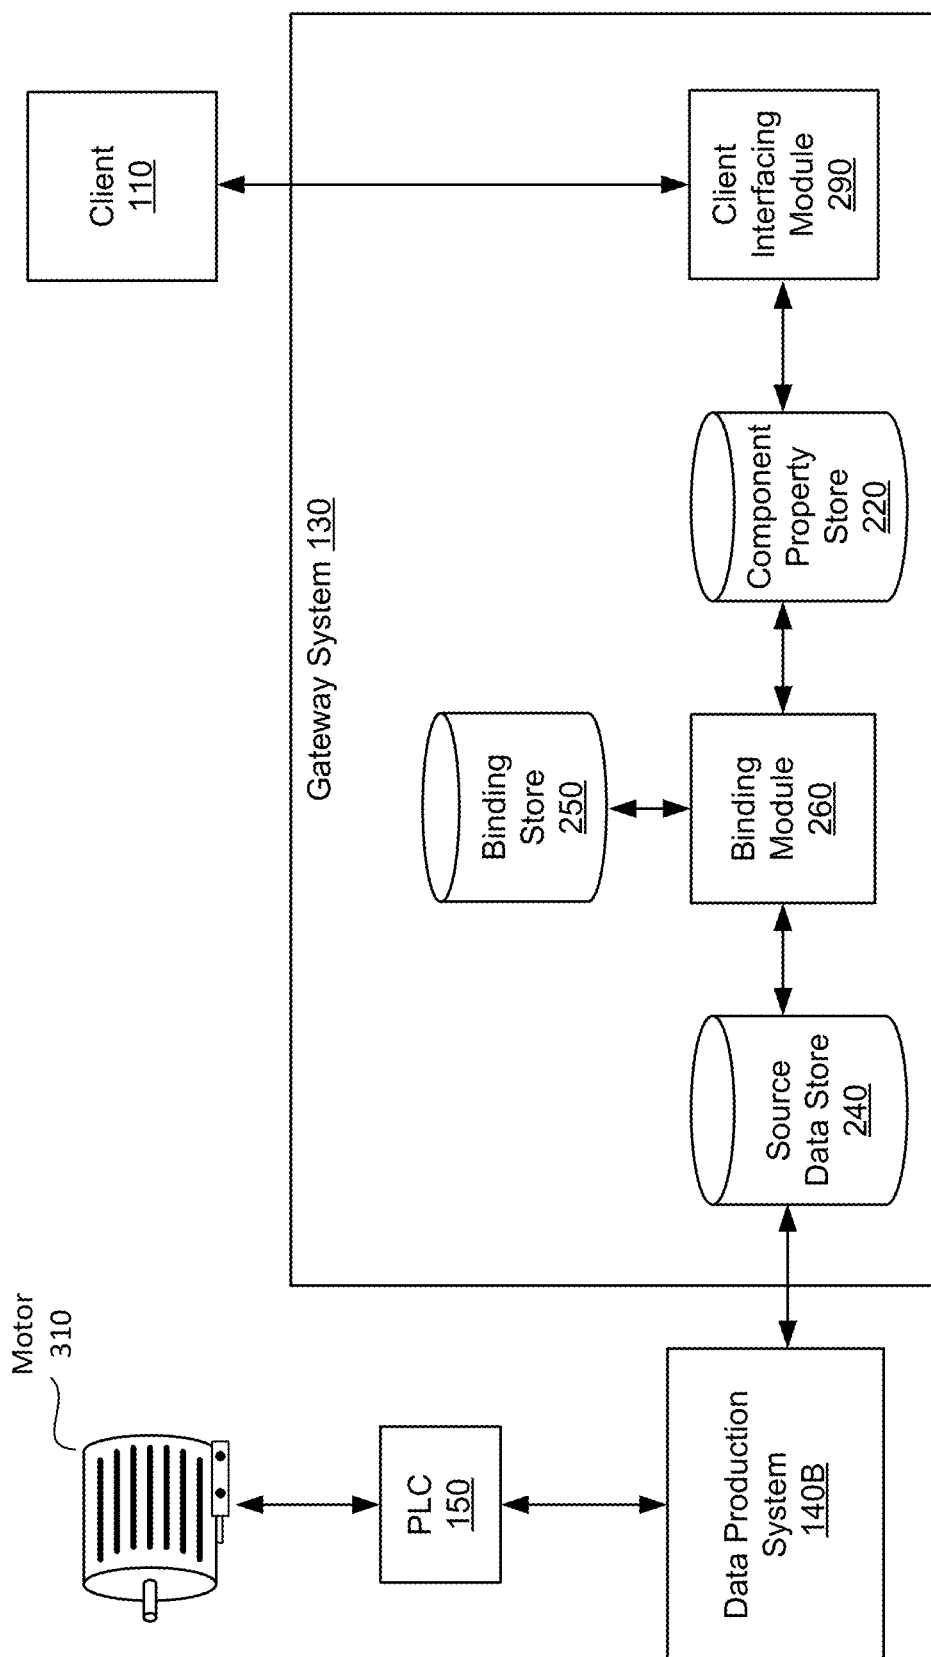 Motor
310
PLC
150
Data Production
System
140B
Gateway System 130
Source
Data Store
240
Binding
Store
250
Binding
Module
260
Component
Property
Store
220
Client
Interfacing
Module
290
Client
110